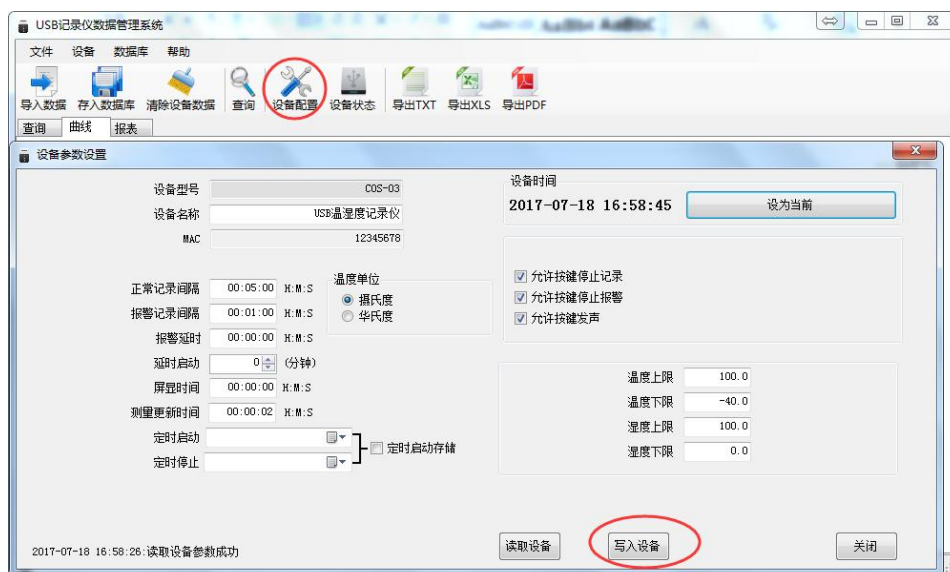 USB记录仪数据管理系统
文件 设备 数据库 帮助
导入数据 存入数据库 清除设备数据 查询 设备配置 设备状态 导出TXT 导出XLS 导出PDF
查询 曲线 报表
设备参数设置
设备型号 COS-03
设备名称 USB温湿度记录仪
MAC 12345678
设备时间
2017-07-18 16:58:45 设为当前
正常记录间隔 00:05:00 H:M:S
报警记录间隔 00:01:00 H:M:S
报警延时 00:00:00 H:M:S
延时启动 0 (分钟)
屏显时间 00:00:00 H:M:S
测量更新时间 00:00:02 H:M:S
定时启动
定时停止
定时启动存储
温度单位
摄氏度
华氏度
允许按键停止记录
允许按键停止报警
允许按键发声
温度上限 100.0
温度下限 -40.0
湿度上限 100.0
湿度下限 0.0
2017-07-18 16:58:26:读取设备参数成功
读取设备 写入设备 关闭